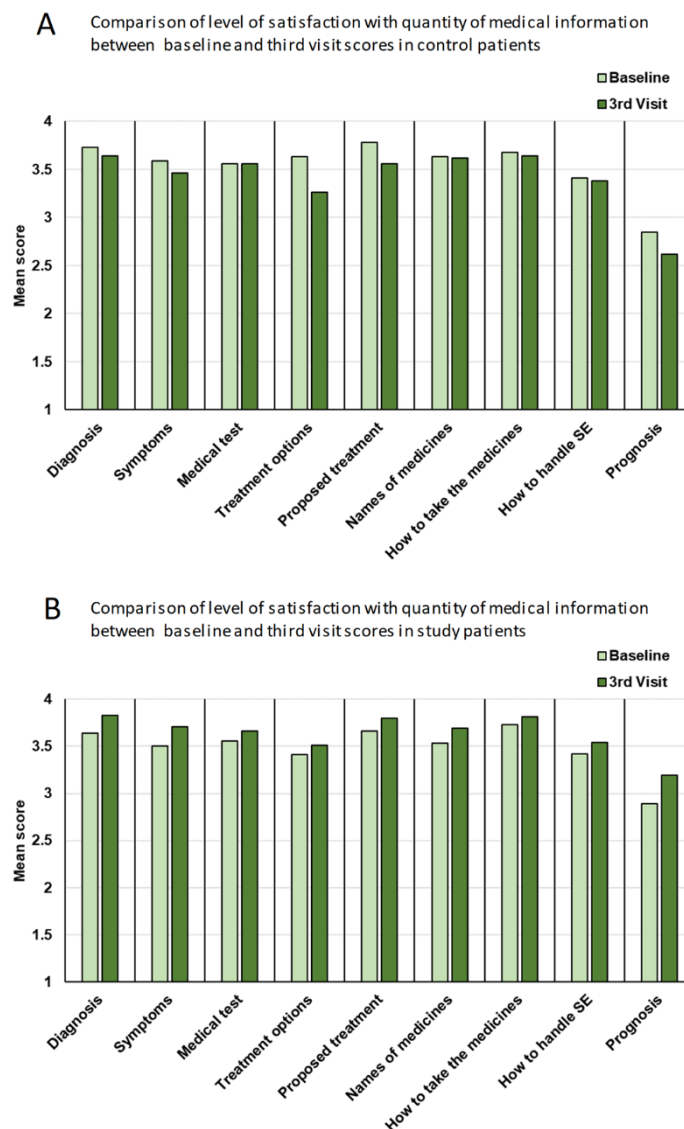 A
Comparison of level of satisfaction with quantity of medical information
between baseline and third visit scores in control patients
Baseline
3rd Visit
4
3.5
3
2.5
2
1.5
1
Mean score
Diagnosis
Symptoms
Medical test
Treatment options
Proposed treatment
Names of medicines
How to take the medicines
How to handle SE
Prognosis
B
Comparison of level of satisfaction with quantity of medical information
between baseline and third visit scores in study patients
Baseline
3rd Visit
4
3.5
3
2.5
2
1.5
1
Mean score
Diagnosis
Symptoms
Medical test
Treatment options
Proposed treatment
Names of medicines
How to take the medicines
How to handle SE
Prognosis